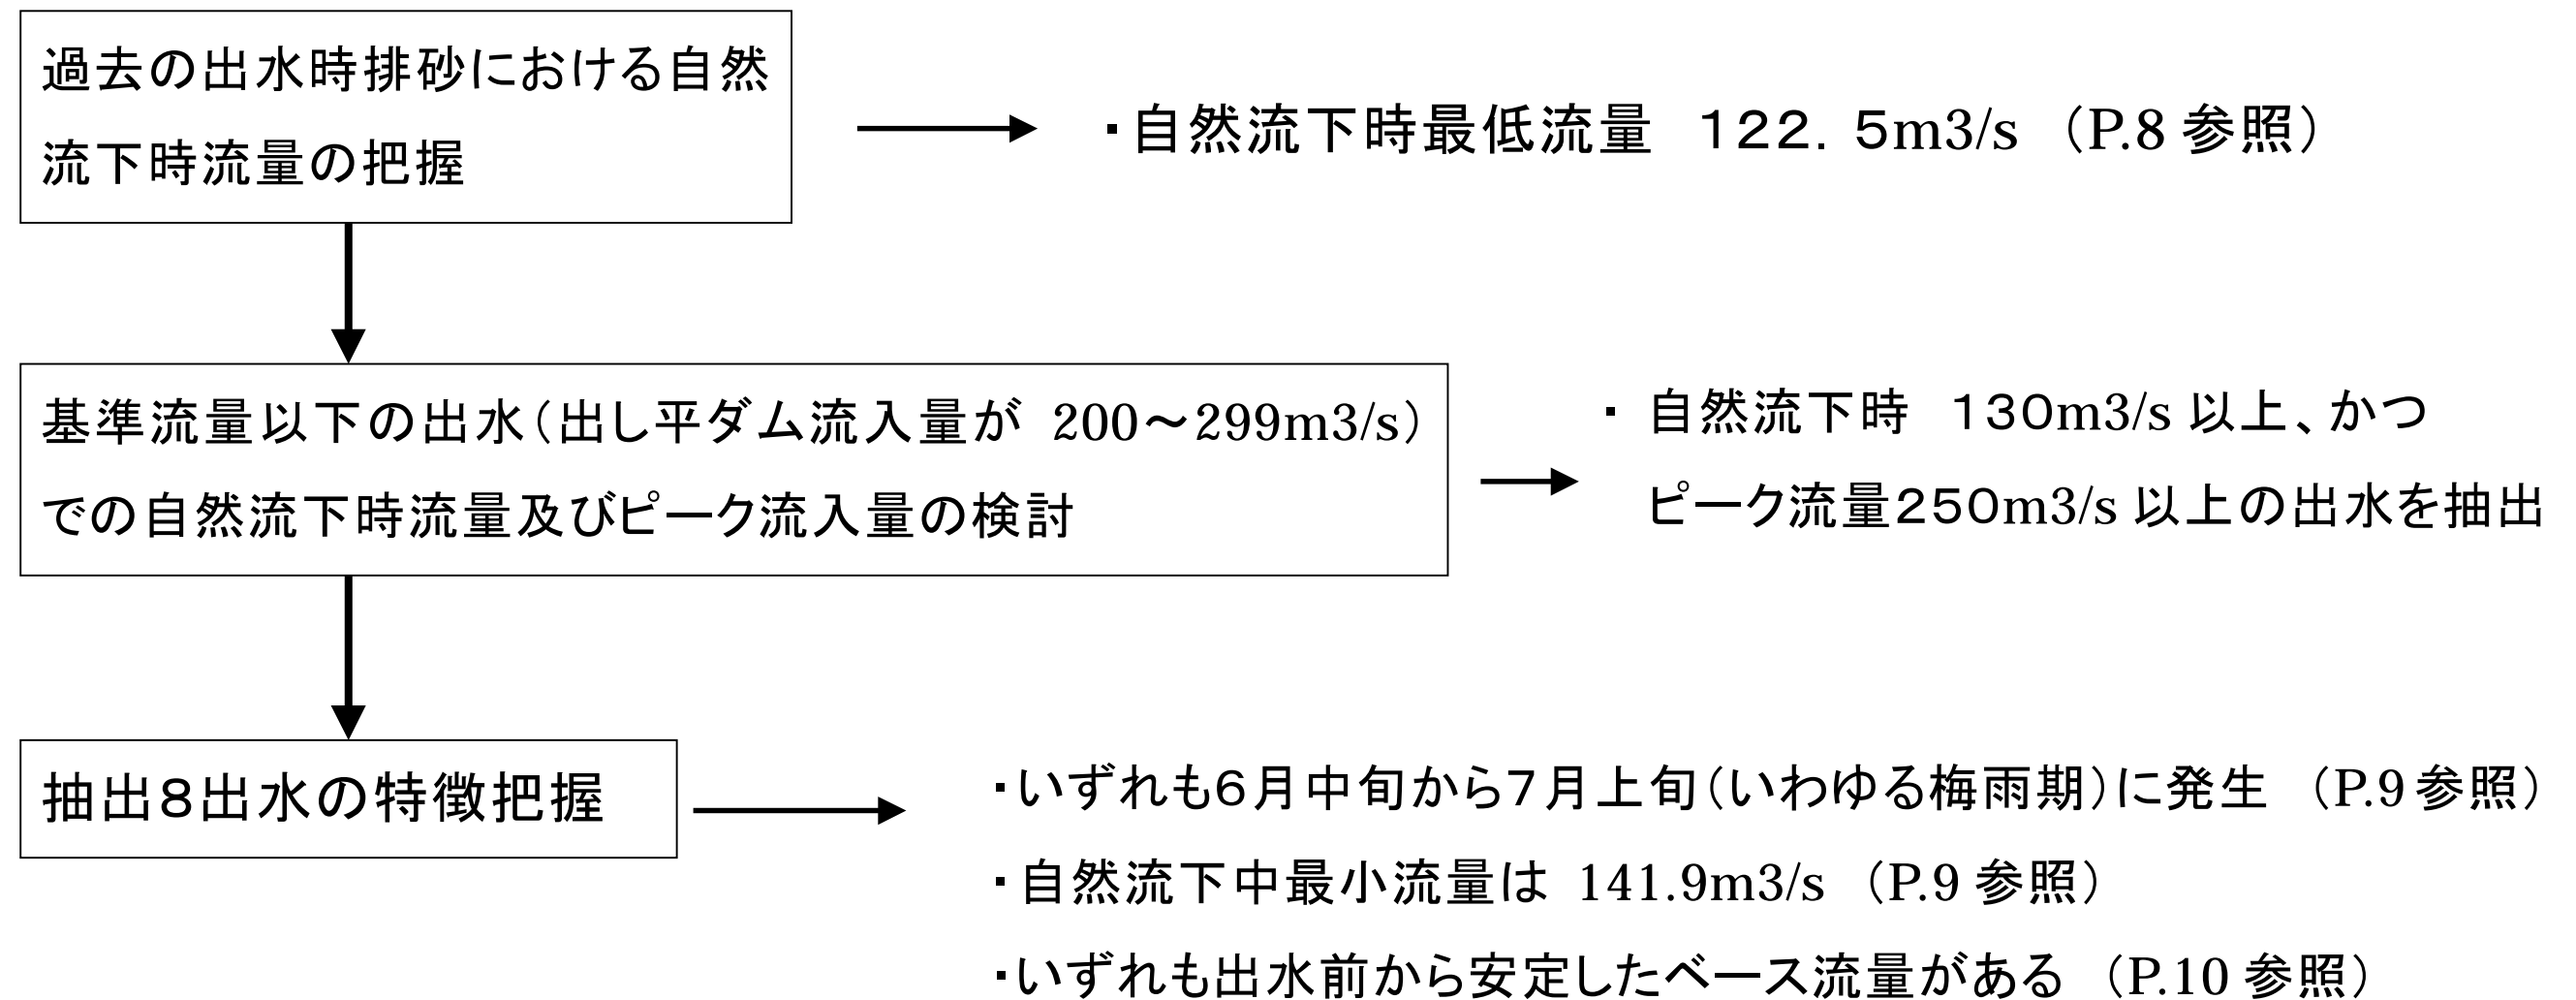 過去の出水時排砂における自然
流下時流量の把握
・自然流下時最低流量　１２２．５m3/s （P.8 参照）
基準流量以下の出水（出し平ダム流入量が 200～299m3/s）
での自然流下時流量及びピーク流入量の検討
・ 自然流下時　１３０m3/s 以上、かつ
ピーク流量２５０m3/s 以上の出水を抽出
抽出８出水の特徴把握
・いずれも６月中旬から７月上旬（いわゆる梅雨期）に発生 （P.9 参照）
・自然流下中最小流量は 141.9m3/s （P.9 参照）
・いずれも出水前から安定したベース流量がある （P.10 参照）